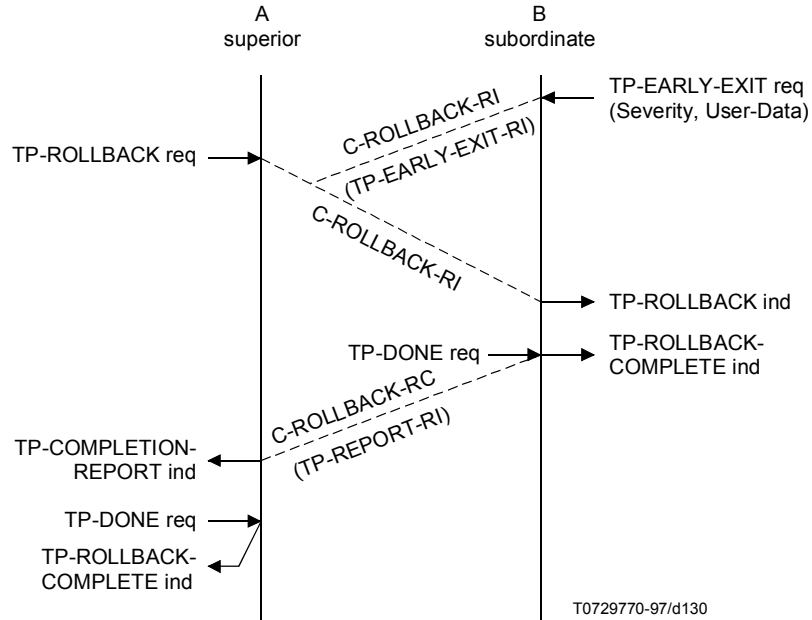 A
superior
B
subordinate
TP-EARLY-EXIT req
(Severity, User-Data)
C-ROLLBACK-RI
(TP-EARLY-EXIT-RI)
TP-ROLLBACK req
C-ROLLBACK-RI
TP-ROLLBACK ind
TP-DONE req
TP-ROLLBACK-
COMPLETE ind
C-ROLLBACK-RC
(TP-REPORT-RI)
TP-COMPLETION-
REPORT ind
TP-DONE req
TP-ROLLBACK-
COMPLETE ind
T0729770-97/d130